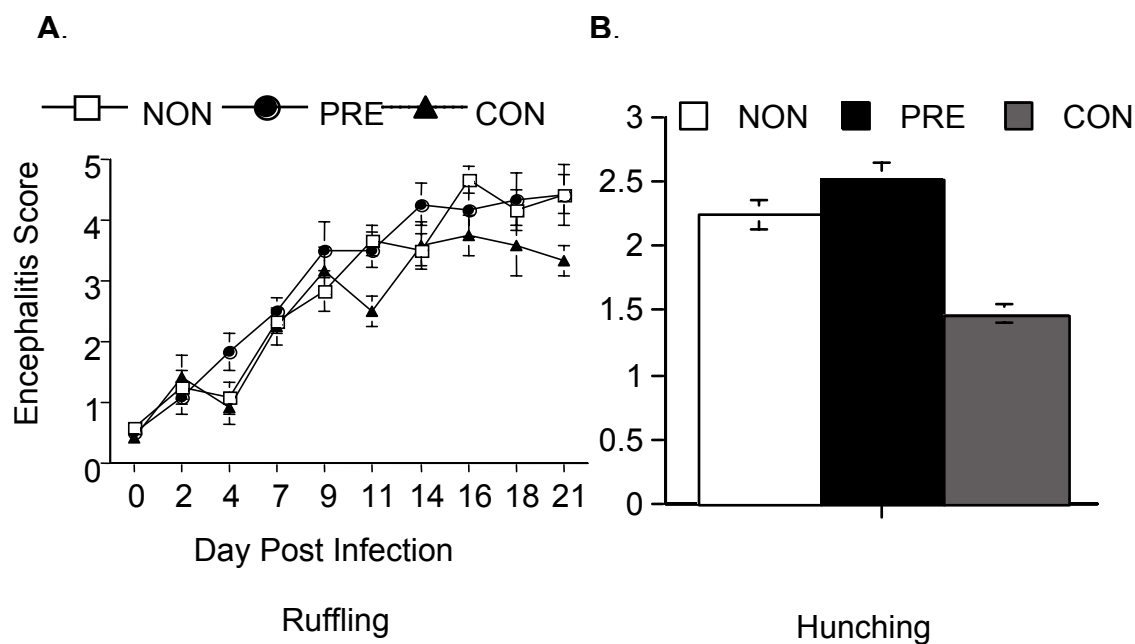 A.
B.
NON PRE CON
NON PRE CON
Encephalitis Score
5
4
3
2
1
0
0 2 4 7 9 11 14 16 18 21
Day Post Infection
Ruffling
3
2.5
2
1.5
1
0.5
0
Hunching